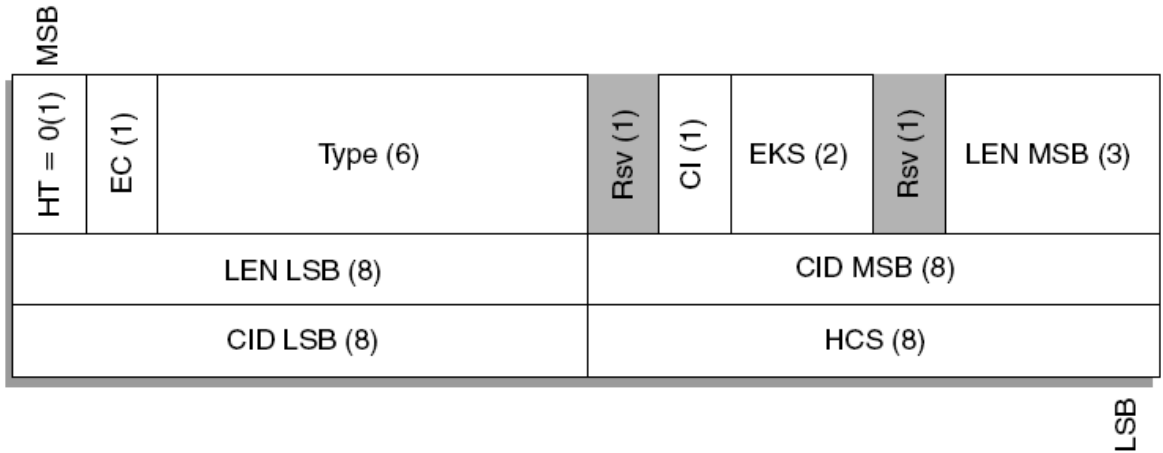 MSB
HT = 0(1)
EC (1)
Type (6)
Rsv (1)
CI (1)
EKS (2)
Rsv (1)
LEN MSB (3)
LEN LSB (8)
CID MSB (8)
CID LSB (8)
HCS (8)
LSB